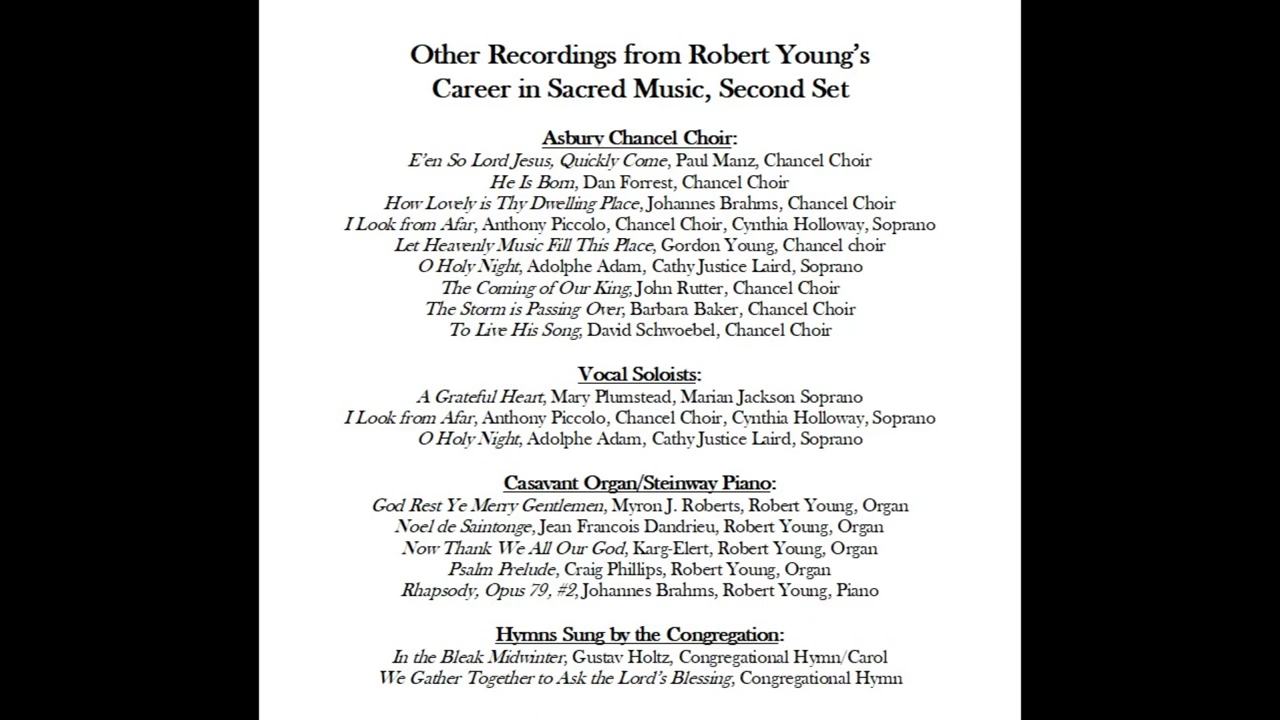 Other Recordings from Robert Young's
Career in Sacred Music, Second Set
Asbury Chancel Choir:
E'en So Lord Jesus, Quickly Come, Paul Manz, Chancel Choir
He Is Born, Dan Forrest, Chancel Choir
How Lovely is Thy Dwelling Place, Johannes Brahms, Chancel Choir
I Look from Afar, Anthony Piccolo, Chancel Choir, Cynthia Holloway, Soprano
Let Heavenly Music Fill This Place, Gordon Young, Chancel choir
O Holy Night, Adolphe Adam, Cathy Justice Laird, Soprano
The Coming of Our King, John Rutter, Chancel Choir
The Storm is Passing Over, Barbara Baker, Chancel Choir
To Live His Song, David Schwoebel, Chancel Choir
Vocal Soloists:
A Grateful Heart, Mary Plumstead, Marian Jackson Soprano
I Look from Afar, Anthony Piccolo, Chancel Choir, Cynthia Holloway, Soprano
O Holy Night, Adolphe Adam, Cathy Justice Laird, Soprano
Casavant Organ/Steinway Piano:
God Rest Ye Merry Gentlemen, Myron J. Roberts, Robert Young, Organ
Noel de Saintonge, Jean Francois Dandrieu, Robert Young, Organ
Now Thank We All Our God, Karg-Elert, Robert Young, Organ
Psalm Prelude, Craig Phillips, Robert Young, Organ
Rhapsody, Opus 79, #2, Johannes Brahms, Robert Young, Piano
Hymns Sung by the Congregation:
In the Bleak Midwinter, Gustav Holtz, Congregational Hymn/Carol
We Gather Together to Ask the Lord's Blessing, Congregational Hymn